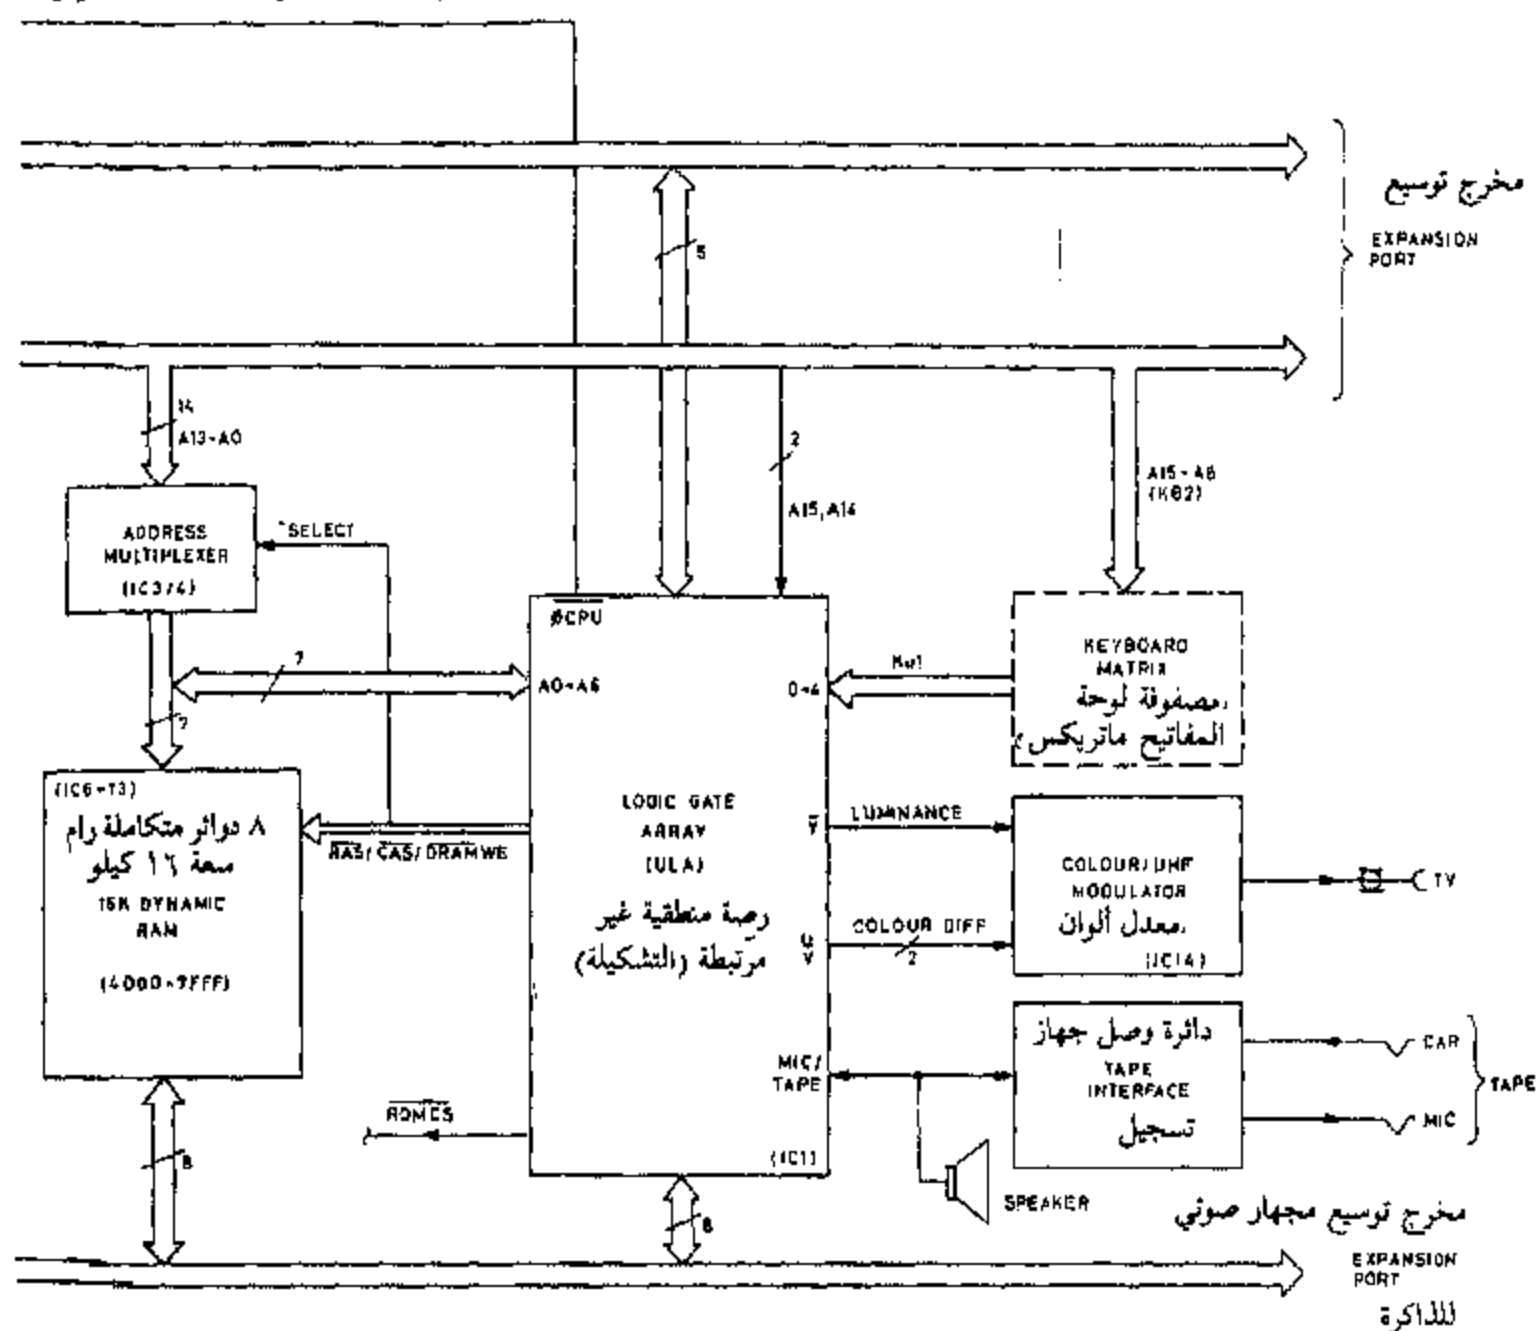 مخرج توسيع
EXPANSION
PORT
5
14
A13-A0
2
A15,A14
A15-A8
(KB2)
ADDRESS
MULTIPLEXER
(IC3/4)
SELECT
7
7
ØCPU
A0-A6
0-4
KB1
KEYBOARD
MATRIX
مصفوفة لوحة
المفاتيح ماتريكس
(IC6-13)
٨ دوائر متكاملة رام
سعة ١٦ كيلو
16K DYNAMIC
RAM
(4000-7FFF)
RAS/CAS/DRAMWE
LOGIC GATE
ARRAY
(ULA)
رصة منطقية غير
مرتبطة (التشكيلة)
Y
LUMINANCE
U
V
COLOUR DIFF
2
COLOUR/UHF
MODULATOR
معدل ألوان
(IC14)
TV
MIC/
TAPE
دائرة وصل جهاز
TAPE
INTERFACE
تسجيل
EAR
MIC
TAPE
ROMCS
(IC1)
SPEAKER
8
8
مخرج توسيع مجهار صوتي
EXPANSION
PORT
للذاكرة